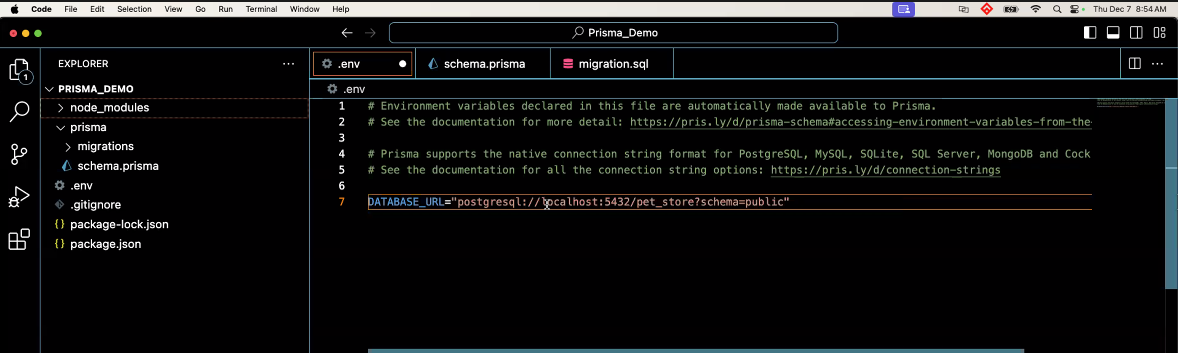 Code File Edit Selection View Go Run Terminal Window Help Thu Dec 7 8:54 AM
Prisma_Demo
EXPLORER
PRISMA_DEMO
node_modules
prisma
migrations
schema.prisma
.env
.gitignore
{} package-lock.json
{} package.json
1
.env schema.prisma migration.sql
.env
1 # Environment variables declared in this file are automatically made available to Prisma.
2 # See the documentation for more detail: https://pris.ly/d/prisma-schema#accessing-environment-variables-from-the-
3
4 # Prisma supports the native connection string format for PostgreSQL, MySQL, SQLite, SQL Server, MongoDB and Cock
5 # See the documentation for all the connection string options: https://pris.ly/d/connection-strings
6
7 DATABASE_URL="postgresql://localhost:5432/pet_store?schema=public"